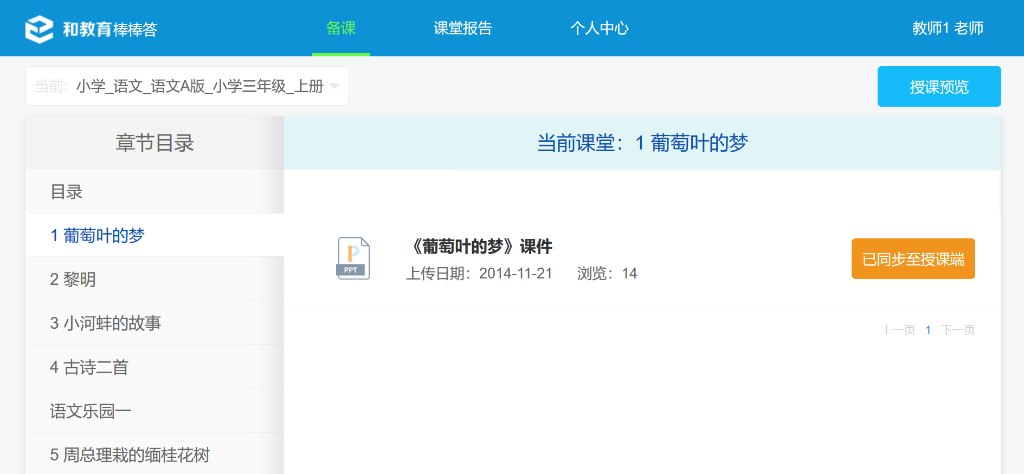 和教育棒棒答 备课 课堂报告 个人中心 教师1 老师
当前: 小学_语文_语文A版_小学三年级_上册 授课预览
章节目录 当前课堂：1 葡萄叶的梦
目录
1 葡萄叶的梦
《葡萄叶的梦》课件
P
PPT
上传日期：2014-11-21 浏览：14
已同步至授课端
2 黎明
3 小河蚌的故事
一页 1 下一页
4 古诗二首
语文乐园一
5 周总理栽的缅桂花树